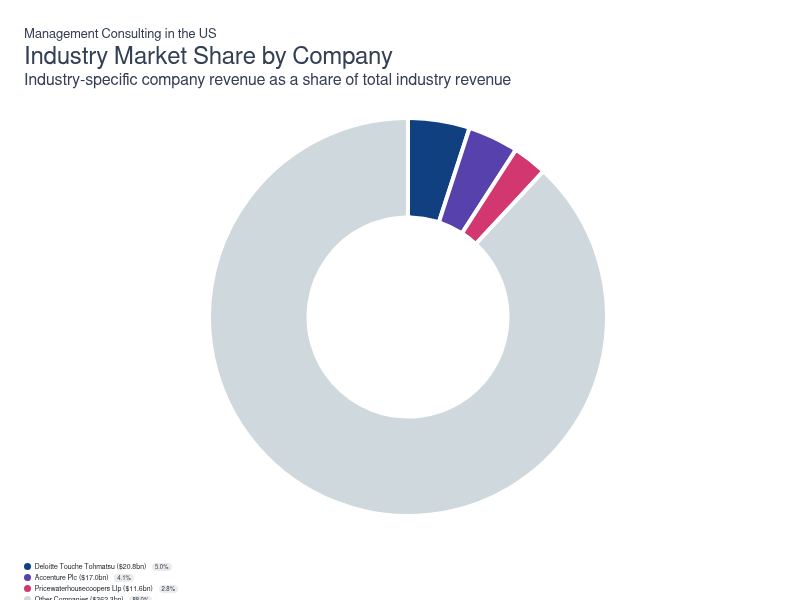 Management Consulting in the US
Industry Market Share by Company
Industry-specific company revenue as a share of total industry revenue
Deloitte Touche Tohmatsu ($20.8bn) 5.0%
Accenture Plc ($17.0bn) 4.1%
Pricewaterhousecoopers Llp ($11.6bn) 2.8%
Other Companies